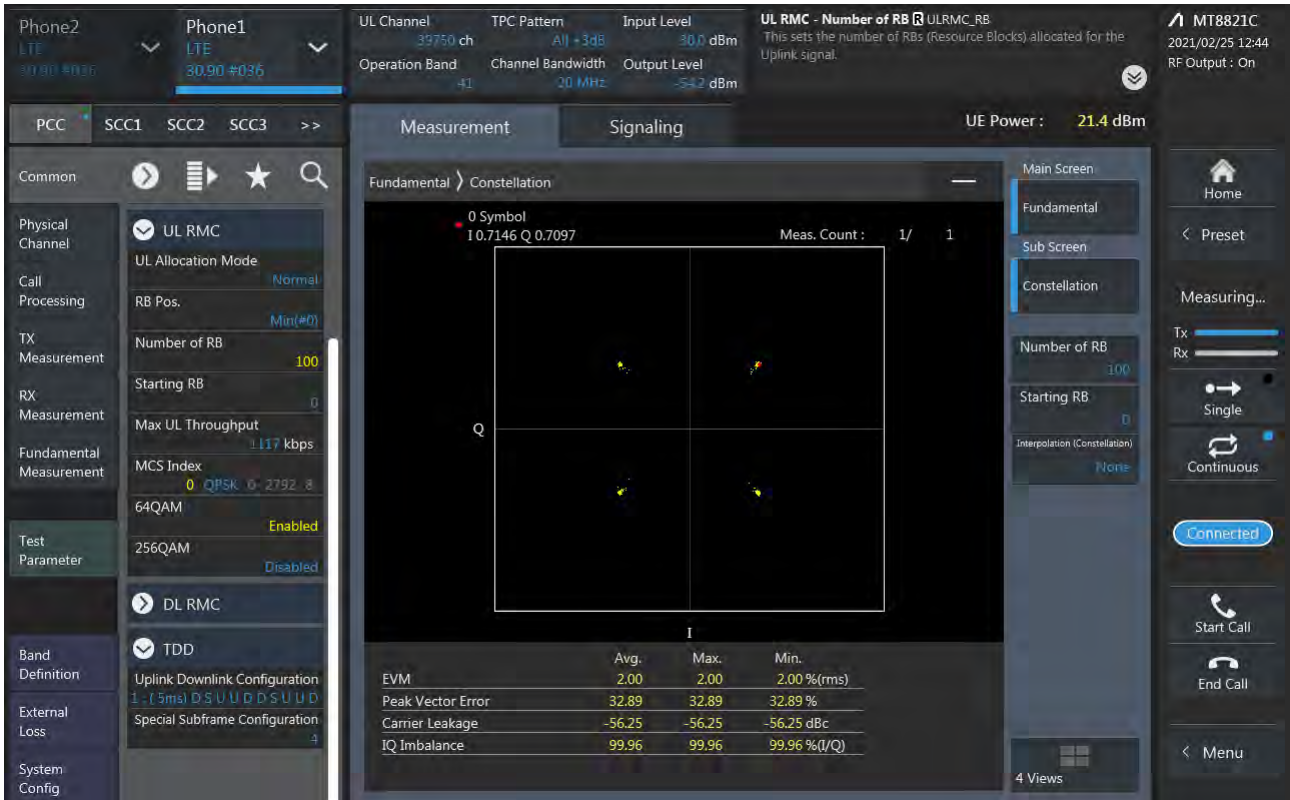 Phone2
LTE
30.90 #036
Phone1
LTE
30.90 #036
UL Channel
39750 ch
Operation Band
41
TPC Pattern
All +3dB
Channel Bandwidth
20 MHz
Input Level
30.0 dBm
Output Level
-54.2 dBm
UL RMC - Number of RB R ULRMC_RB
This sets the number of RBs (Resource Blocks) allocated for the
Uplink signal.
MT8821C
2021/02/25 12:44
RF Output : On
PCC SCC1 SCC2 SCC3 >>
Measurement
Signaling
UE Power : 21.4 dBm
Common
Physical
Channel
Call
Processing
TX
Measurement
RX
Measurement
Fundamental
Measurement
Test
Parameter
Band
Definition
External
Loss
System
Config
UL RMC
UL Allocation Mode
Normal
RB Pos.
Min(#0)
Number of RB
100
Starting RB
0
Max UL Throughput
1117 kbps
MCS Index
0 QPSK 0 2792 8
64QAM
Enabled
256QAM
Disabled
DL RMC
TDD
Uplink Downlink Configuration
1 : ( 5ms) D S U U D D S U U D
Special Subframe Configuration
4
Fundamental 〉 Constellation
0 Symbol
I 0.7146 Q 0.7097
Meas. Count : 1/ 1
Q
I
Avg. Max. Min.
EVM 2.00 2.00 2.00 %(rms)
Peak Vector Error 32.89 32.89 32.89 %
Carrier Leakage -56.25 -56.25 -56.25 dBc
IQ Imbalance 99.96 99.96 99.96 %(I/Q)
Main Screen
Fundamental
Sub Screen
Constellation
Number of RB
100
Starting RB
0
Interpolation (Constellation)
None
4 Views
Home
< Preset
Measuring...
Tx
Rx
Single
Continuous
Connected
Start Call
End Call
< Menu